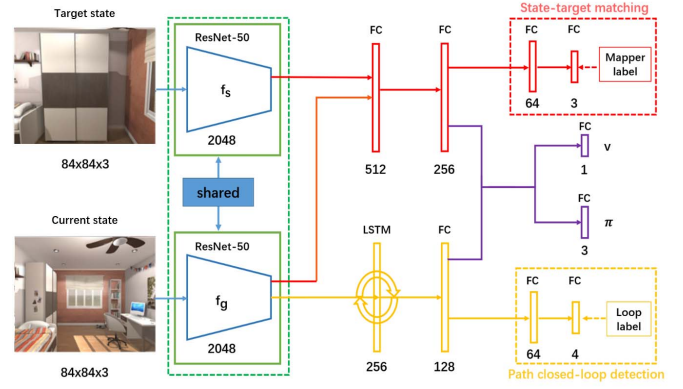 Target state
84x84x3
Current state
84x84x3
ResNet-50
fs
2048
shared
ResNet-50
fg
2048
FC
512
FC
256
LSTM
256
FC
128
State-target matching
FC
64
FC
3
Mapper
label
FC
v
1
FC
π
3
FC
64
FC
4
Loop
label
Path closed-loop detection